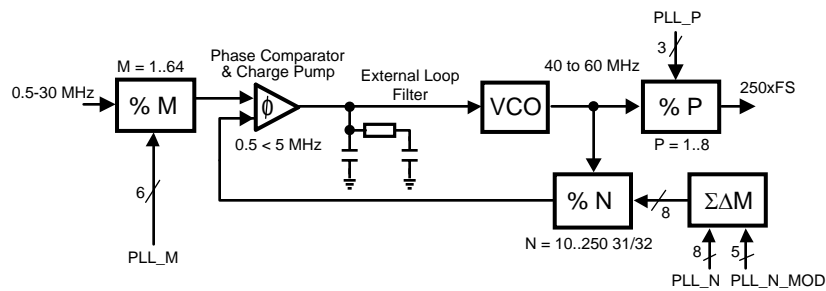 PLL_P
3
Phase Comparator
& Charge Pump
M = 1..64
0.5-30 MHz
% M
ϕ
External Loop
Filter
40 to 60 MHz
VCO
% P
250xFS
0.5 < 5 MHz
P = 1..8
6
% N
8
ΣΔM
N = 10..250 31/32
8
5
PLL_M
PLL_N
PLL_N_MOD